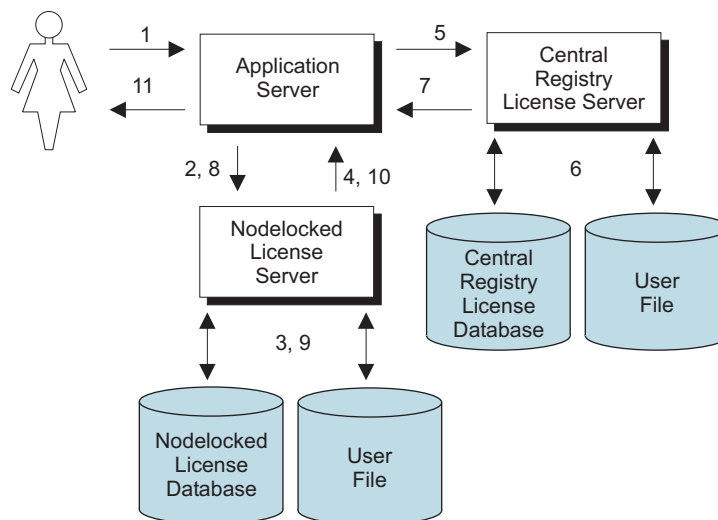 1
5
Application
Server
Central
Registry
License Server
11
7
2, 8
4, 10
6
Nodelocked
License
Server
Central
Registry
License
Database
User
File
3, 9
Nodelocked
License
Database
User
File